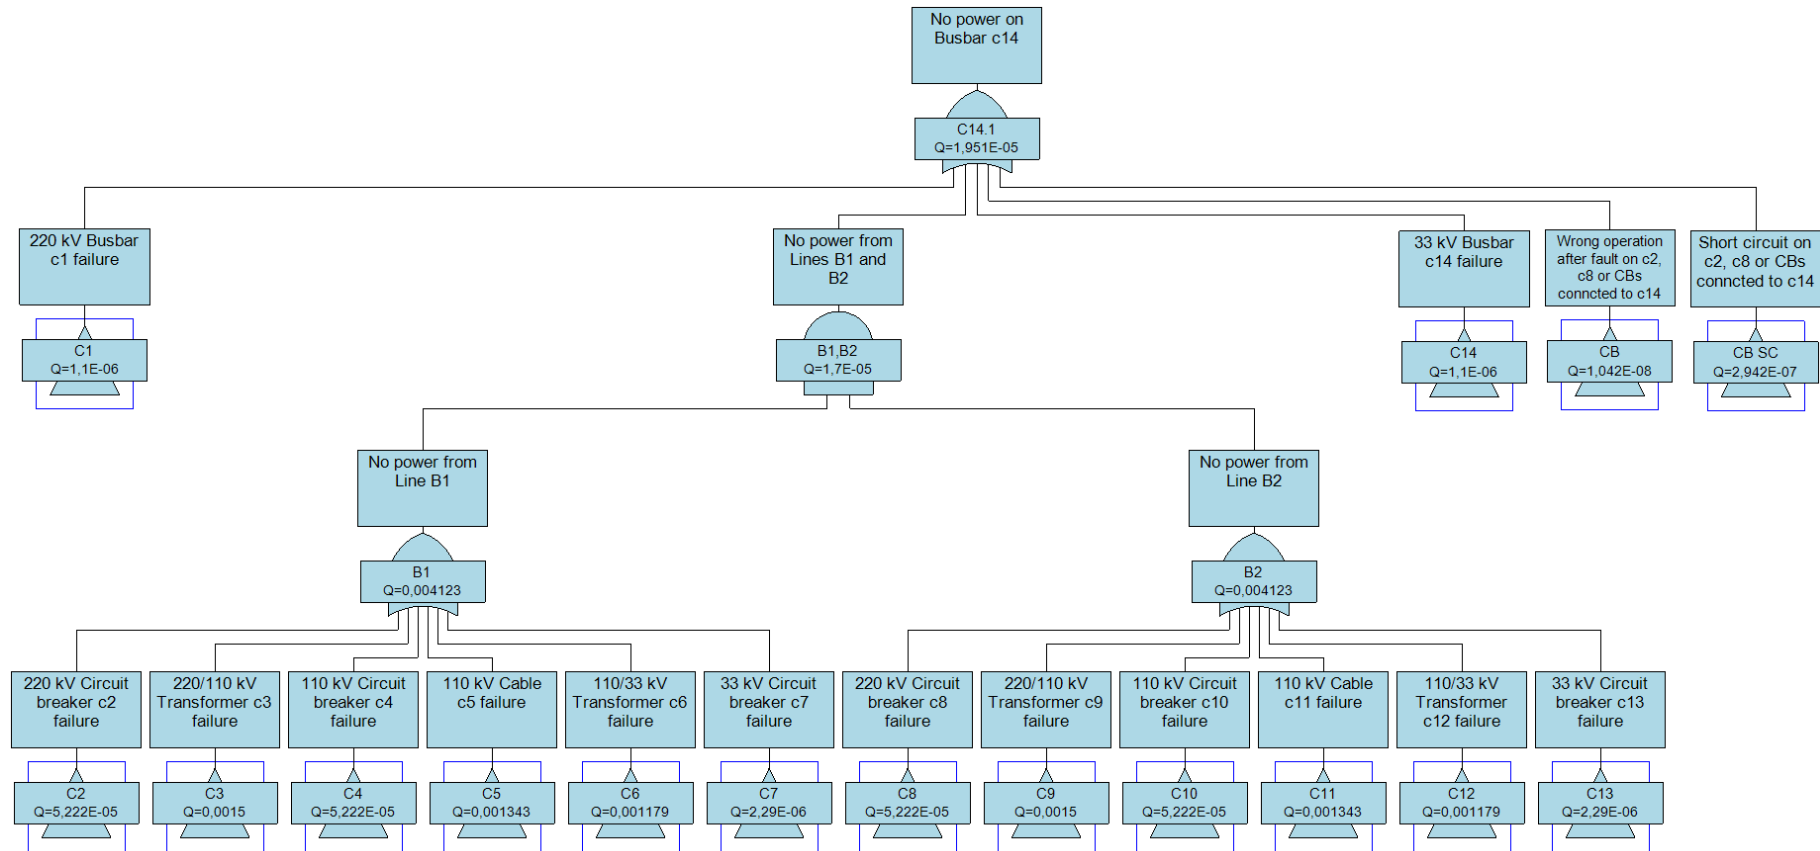 No power on
Busbar c14
C14.1
Q=1,951E-05
220 kV Busbar
c1 failure
C1
Q=1,1E-06
No power from
Lines B1 and
B2
B1,B2
Q=1,7E-05
33 kV Busbar
c14 failure
C14
Q=1,1E-06
Wrong operation
after fault on c2,
c8 or CBs
conncted to c14
CB
Q=1,042E-08
Short circuit on
c2, c8 or CBs
conncted to c14
CB SC
Q=2,942E-07
No power from
Line B1
B1
Q=0,004123
No power from
Line B2
B2
Q=0,004123
220 kV Circuit
breaker c2
failure
C2
Q=5,222E-05
220/110 kV
Transformer c3
failure
C3
Q=0,0015
110 kV Circuit
breaker c4
failure
C4
Q=5,222E-05
110 kV Cable
c5 failure
C5
Q=0,001343
110/33 kV
Transformer c6
failure
C6
Q=0,001179
33 kV Circuit
breaker c7
failure
C7
Q=2,29E-06
220 kV Circuit
breaker c8
failure
C8
Q=5,222E-05
220/110 kV
Transformer c9
failure
C9
Q=0,0015
110 kV Circuit
breaker c10
failure
C10
Q=5,222E-05
110 kV Cable
c11 failure
C11
Q=0,001343
110/33 kV
Transformer
c12 failure
C12
Q=0,001179
33 kV Circuit
breaker c13
failure
C13
Q=2,29E-06